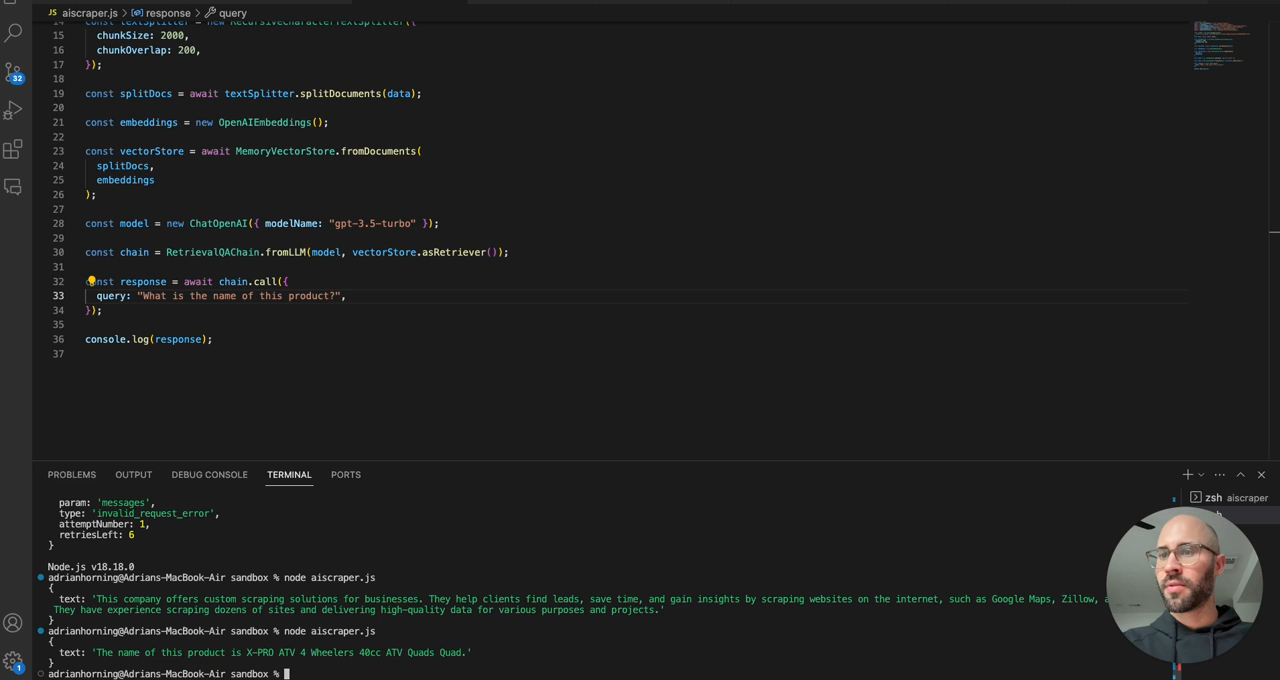 JS aiscraper.js > response > query
14 const textSplitter = new RecursiveCharacterTextSplitter({
15 chunkSize: 2000,
16 chunkOverlap: 200,
17 });
18
19 const splitDocs = await textSplitter.splitDocuments(data);
20
21 const embeddings = new OpenAIEmbeddings();
22
23 const vectorStore = await MemoryVectorStore.fromDocuments(
24 splitDocs,
25 embeddings
26 );
27
28 const model = new ChatOpenAI({ modelName: "gpt-3.5-turbo" });
29
30 const chain = RetrievalQAChain.fromLLM(model, vectorStore.asRetriever());
31
32 nst response = await chain.call({
33 query: "What is the name of this product?",
34 });
35
36 console.log(response);
37
32
PROBLEMS OUTPUT DEBUG CONSOLE TERMINAL PORTS
zsh aiscraper
param: 'messages',
type: 'invalid_request_error',
attemptNumber: 1,
retriesLeft: 6
}
Node.js v18.18.0
adrianhorning@Adrians-MacBook-Air sandbox % node aiscraper.js
{
text: 'This company offers custom scraping solutions for businesses. They help clients find leads, save time, and gain insights by scraping websites on the internet, such as Google Maps, Zillow,
They have experience scraping dozens of sites and delivering high-quality data for various purposes and projects.'
}
adrianhorning@Adrians-MacBook-Air sandbox % node aiscraper.js
{
text: 'The name of this product is X-PRO ATV 4 Wheelers 40cc ATV Quads Quad.'
}
adrianhorning@Adrians-MacBook-Air sandbox %
1